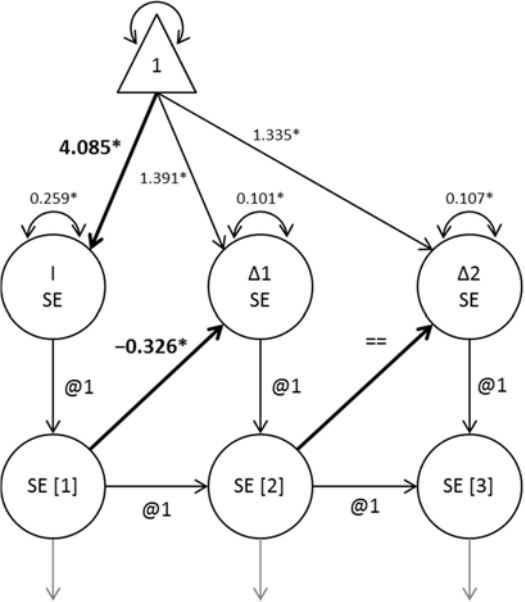 1
1.335*
4.085*
1.391*
0.259*
0.101*
0.107*
I
SE
Δ1
SE
Δ2
SE
−0.326*
==
@1
@1
@1
SE [1]
SE [2]
SE [3]
@1
@1